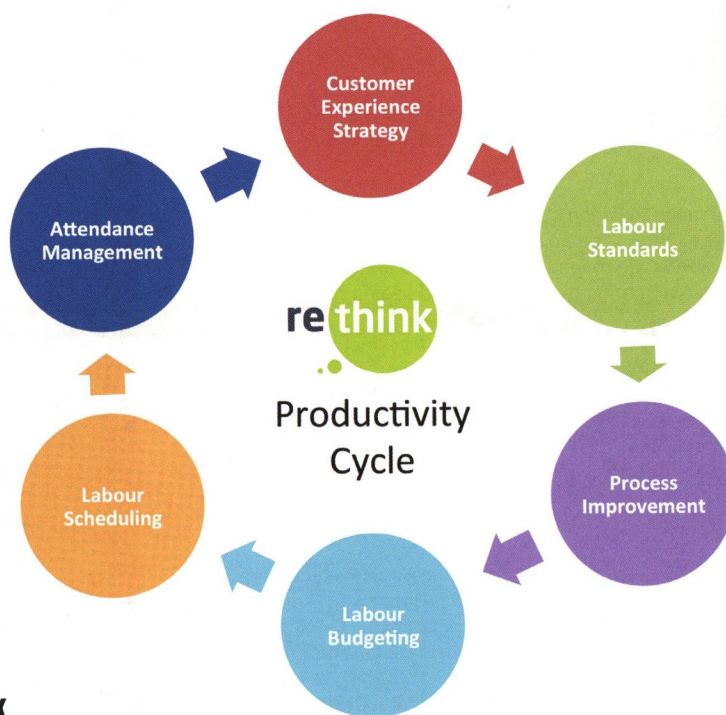 Customer
Experience
Strategy
Attendance
Management
Labour
Standards
rethink
Productivity
Cycle
Labour
Scheduling
Process
Improvement
Labour
Budgeting